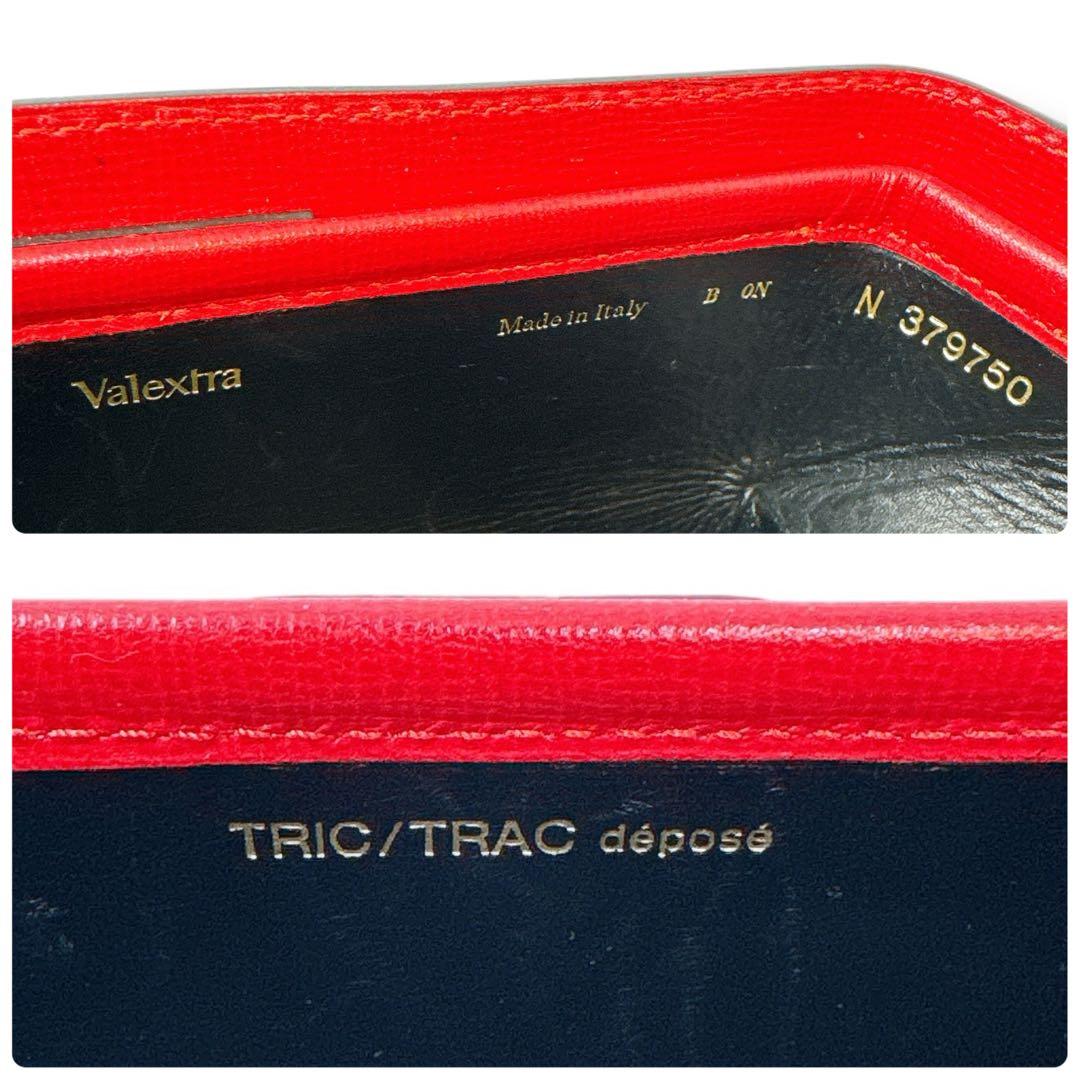 Valextra
Made in Italy
B ON
N 379750
TRIC/TRAC déposé